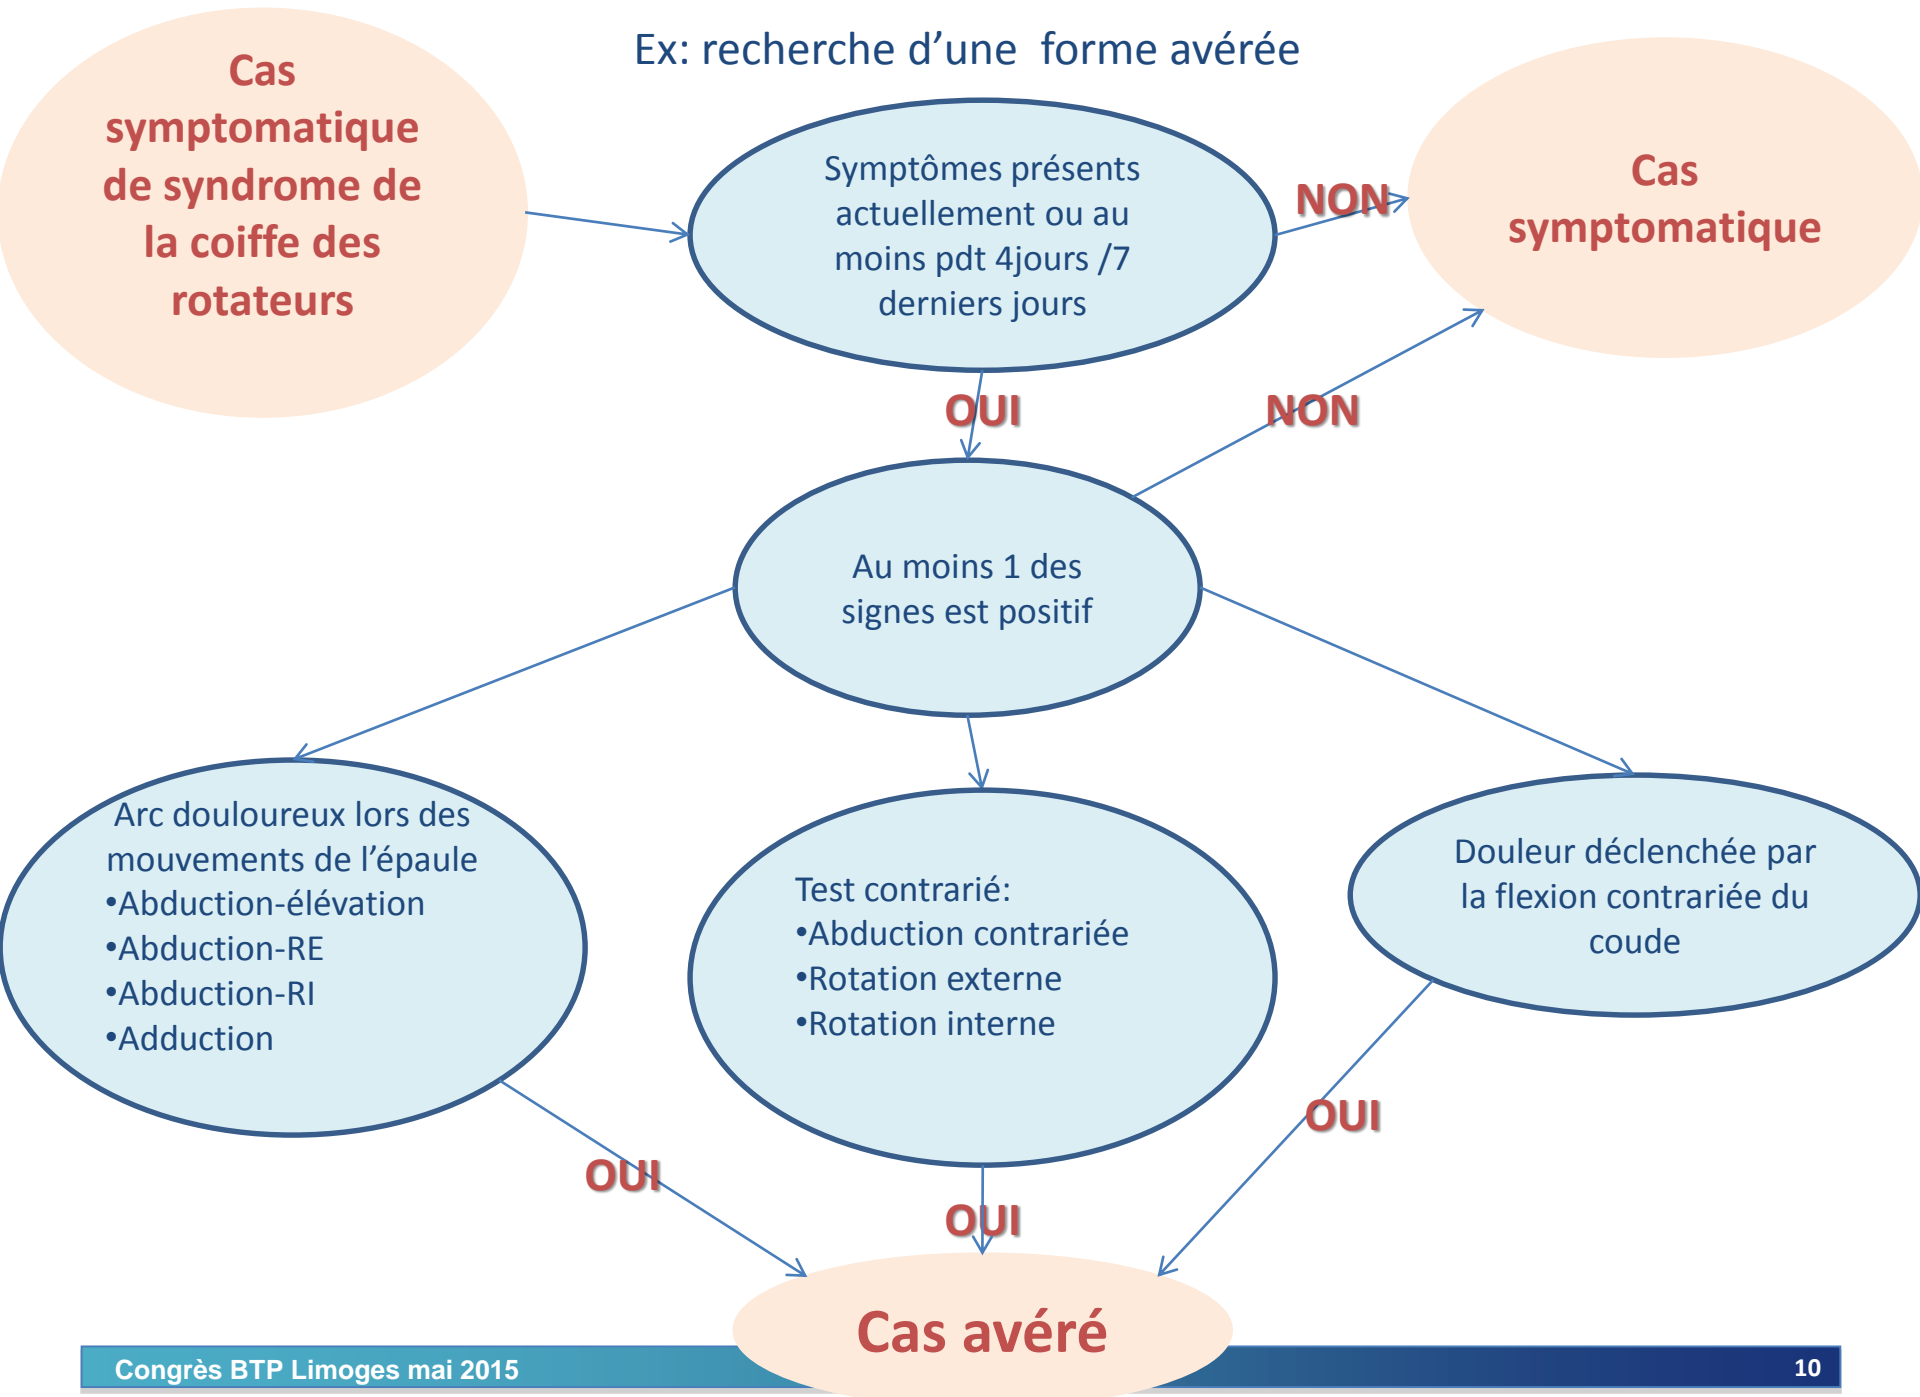 Ex: recherche d’une  forme avérée
Cas
symptomatique
de syndrome de
la coiffe des
rotateurs
Symptômes présents
actuellement ou au
moins pdt 4jours /7
derniers jours
NON
Cas
symptomatique
OUI
NON
Au moins 1 des
signes est positif
Arc douloureux lors des
mouvements de l’épaule
•Abduction-élévation
•Abduction-RE
•Abduction-RI
•Adduction
Test contrarié:
•Abduction contrariée
•Rotation externe
•Rotation interne
Douleur déclenchée par
la flexion contrariée du
coude
OUI
OUI
OUI
Cas avéré
Congrès BTP Limoges mai 2015
10